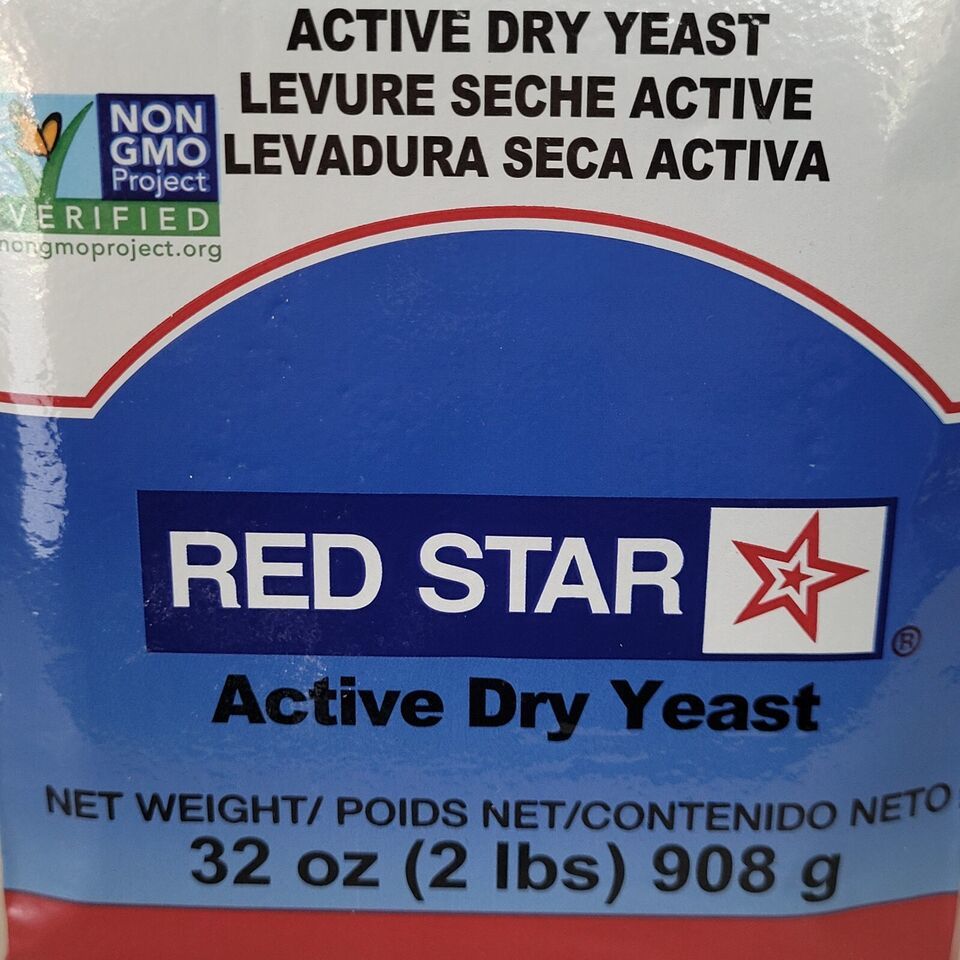 ACTIVE DRY YEAST
LEVURE SECHE ACTIVE
LEVADURA SECA ACTIVA
NON
GMO
Project
VERIFIED
nongmoproject.org
RED STAR
®
Active Dry Yeast
NET WEIGHT/ POIDS NET/CONTENIDO NETO
32 oz (2 lbs) 908 g